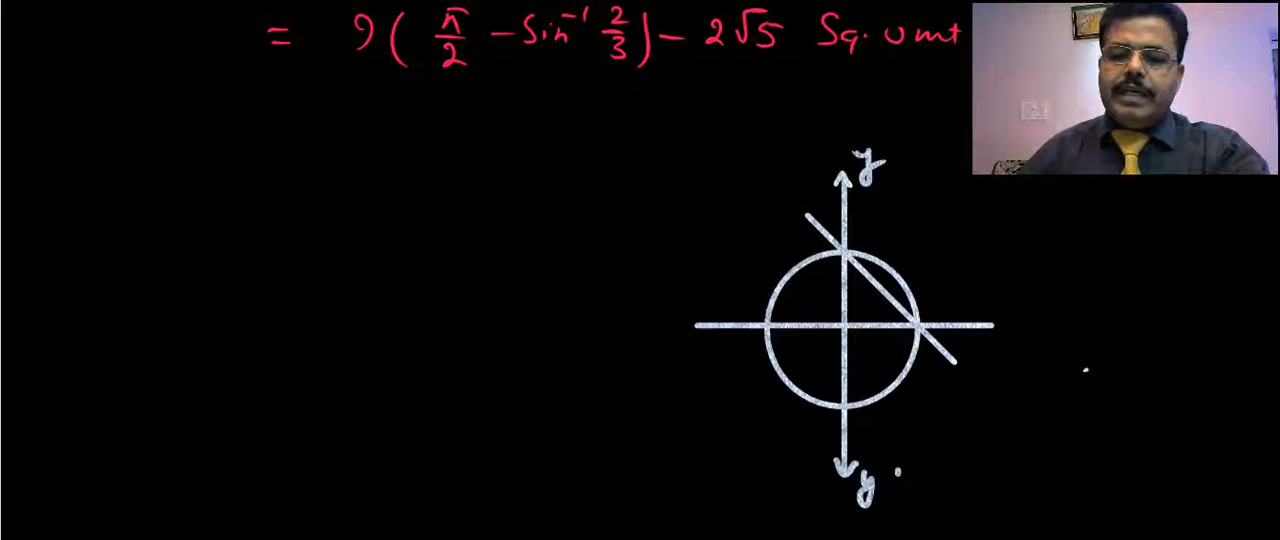 = 9 ( π/2 - Sin⁻¹ 2/3 ) - 2√5 Sq. unit
y
y